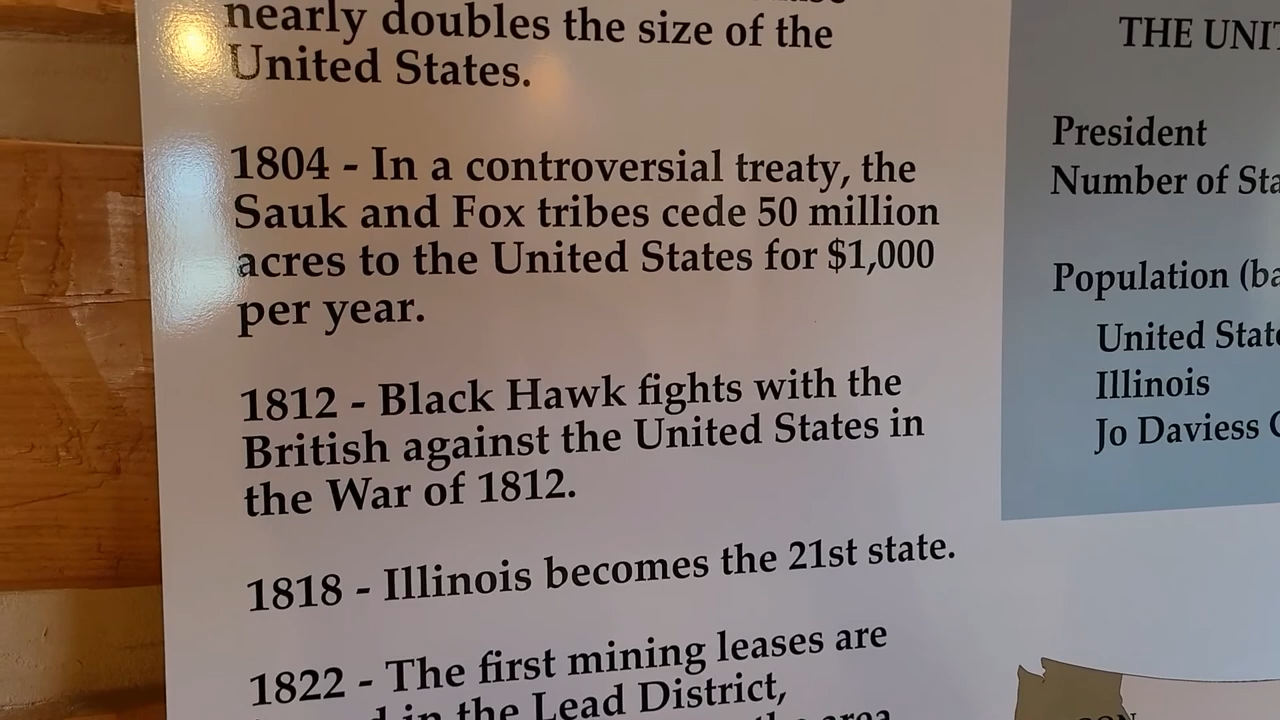 nearly doubles the size of the
United States.
1804 - In a controversial treaty, the
Sauk and Fox tribes cede 50 million
acres to the United States for $1,000
per year.
1812 - Black Hawk fights with the
British against the United States in
the War of 1812.
1818 - Illinois becomes the 21st state.
1822 - The first mining leases are
in the Lead District,
the area
THE
President
Number of
Population
United
Illinois
Jo Daviess